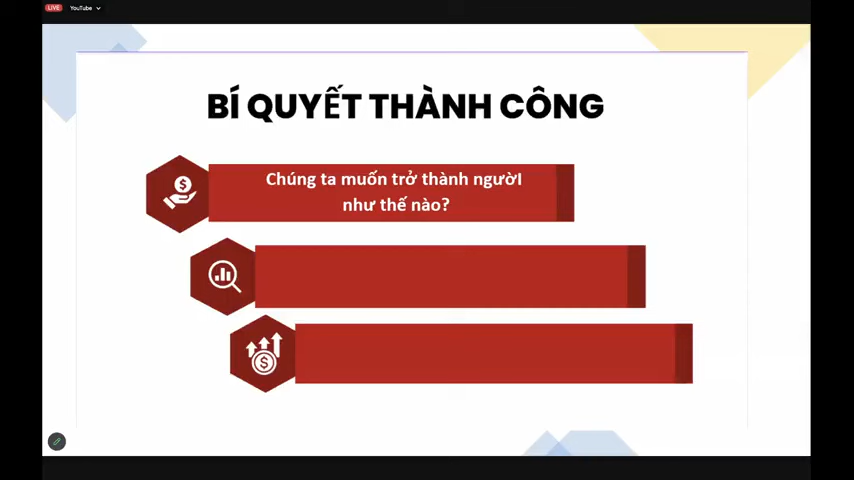 LIVE YouTube
BÍ QUYẾT THÀNH CÔNG
Chúng ta muốn trở thành ngườI
như thế nào?